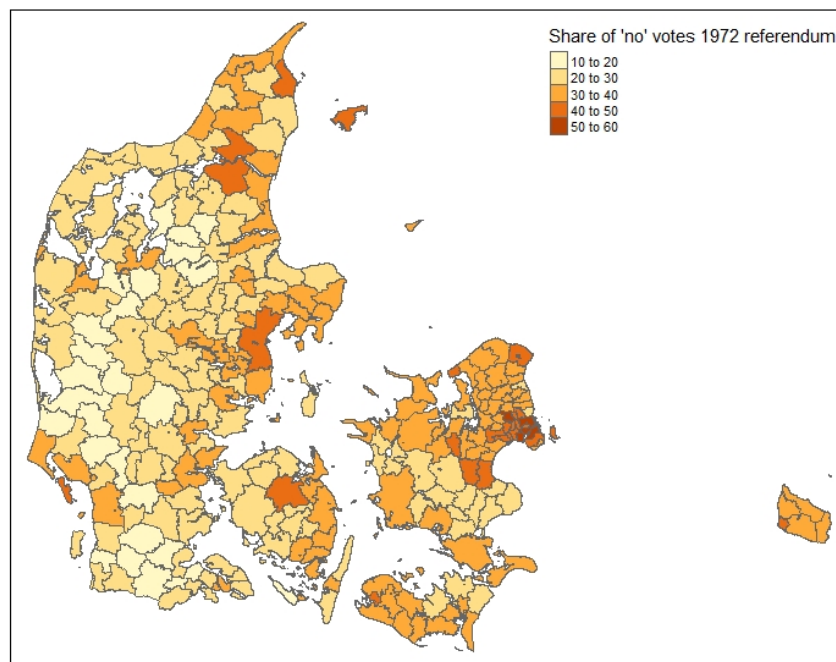 Share of 'no' votes 1972 referendum
10 to 20
20 to 30
30 to 40
40 to 50
50 to 60